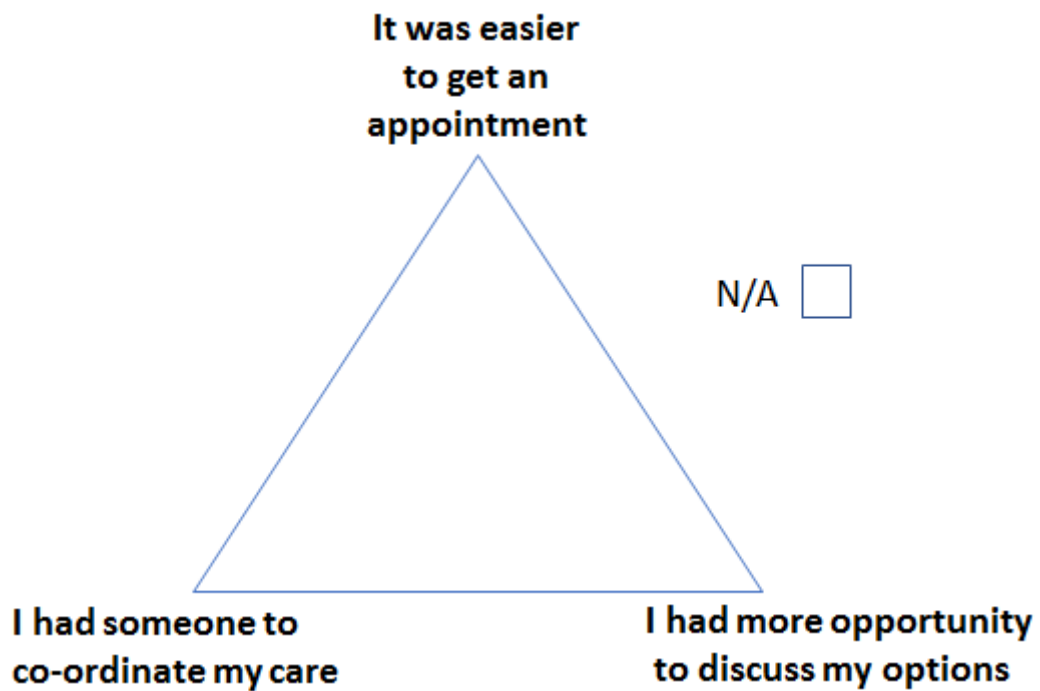 It was easier
to get an
appointment
N/A
I had someone to
co-ordinate my care
I had more opportunity
to discuss my options